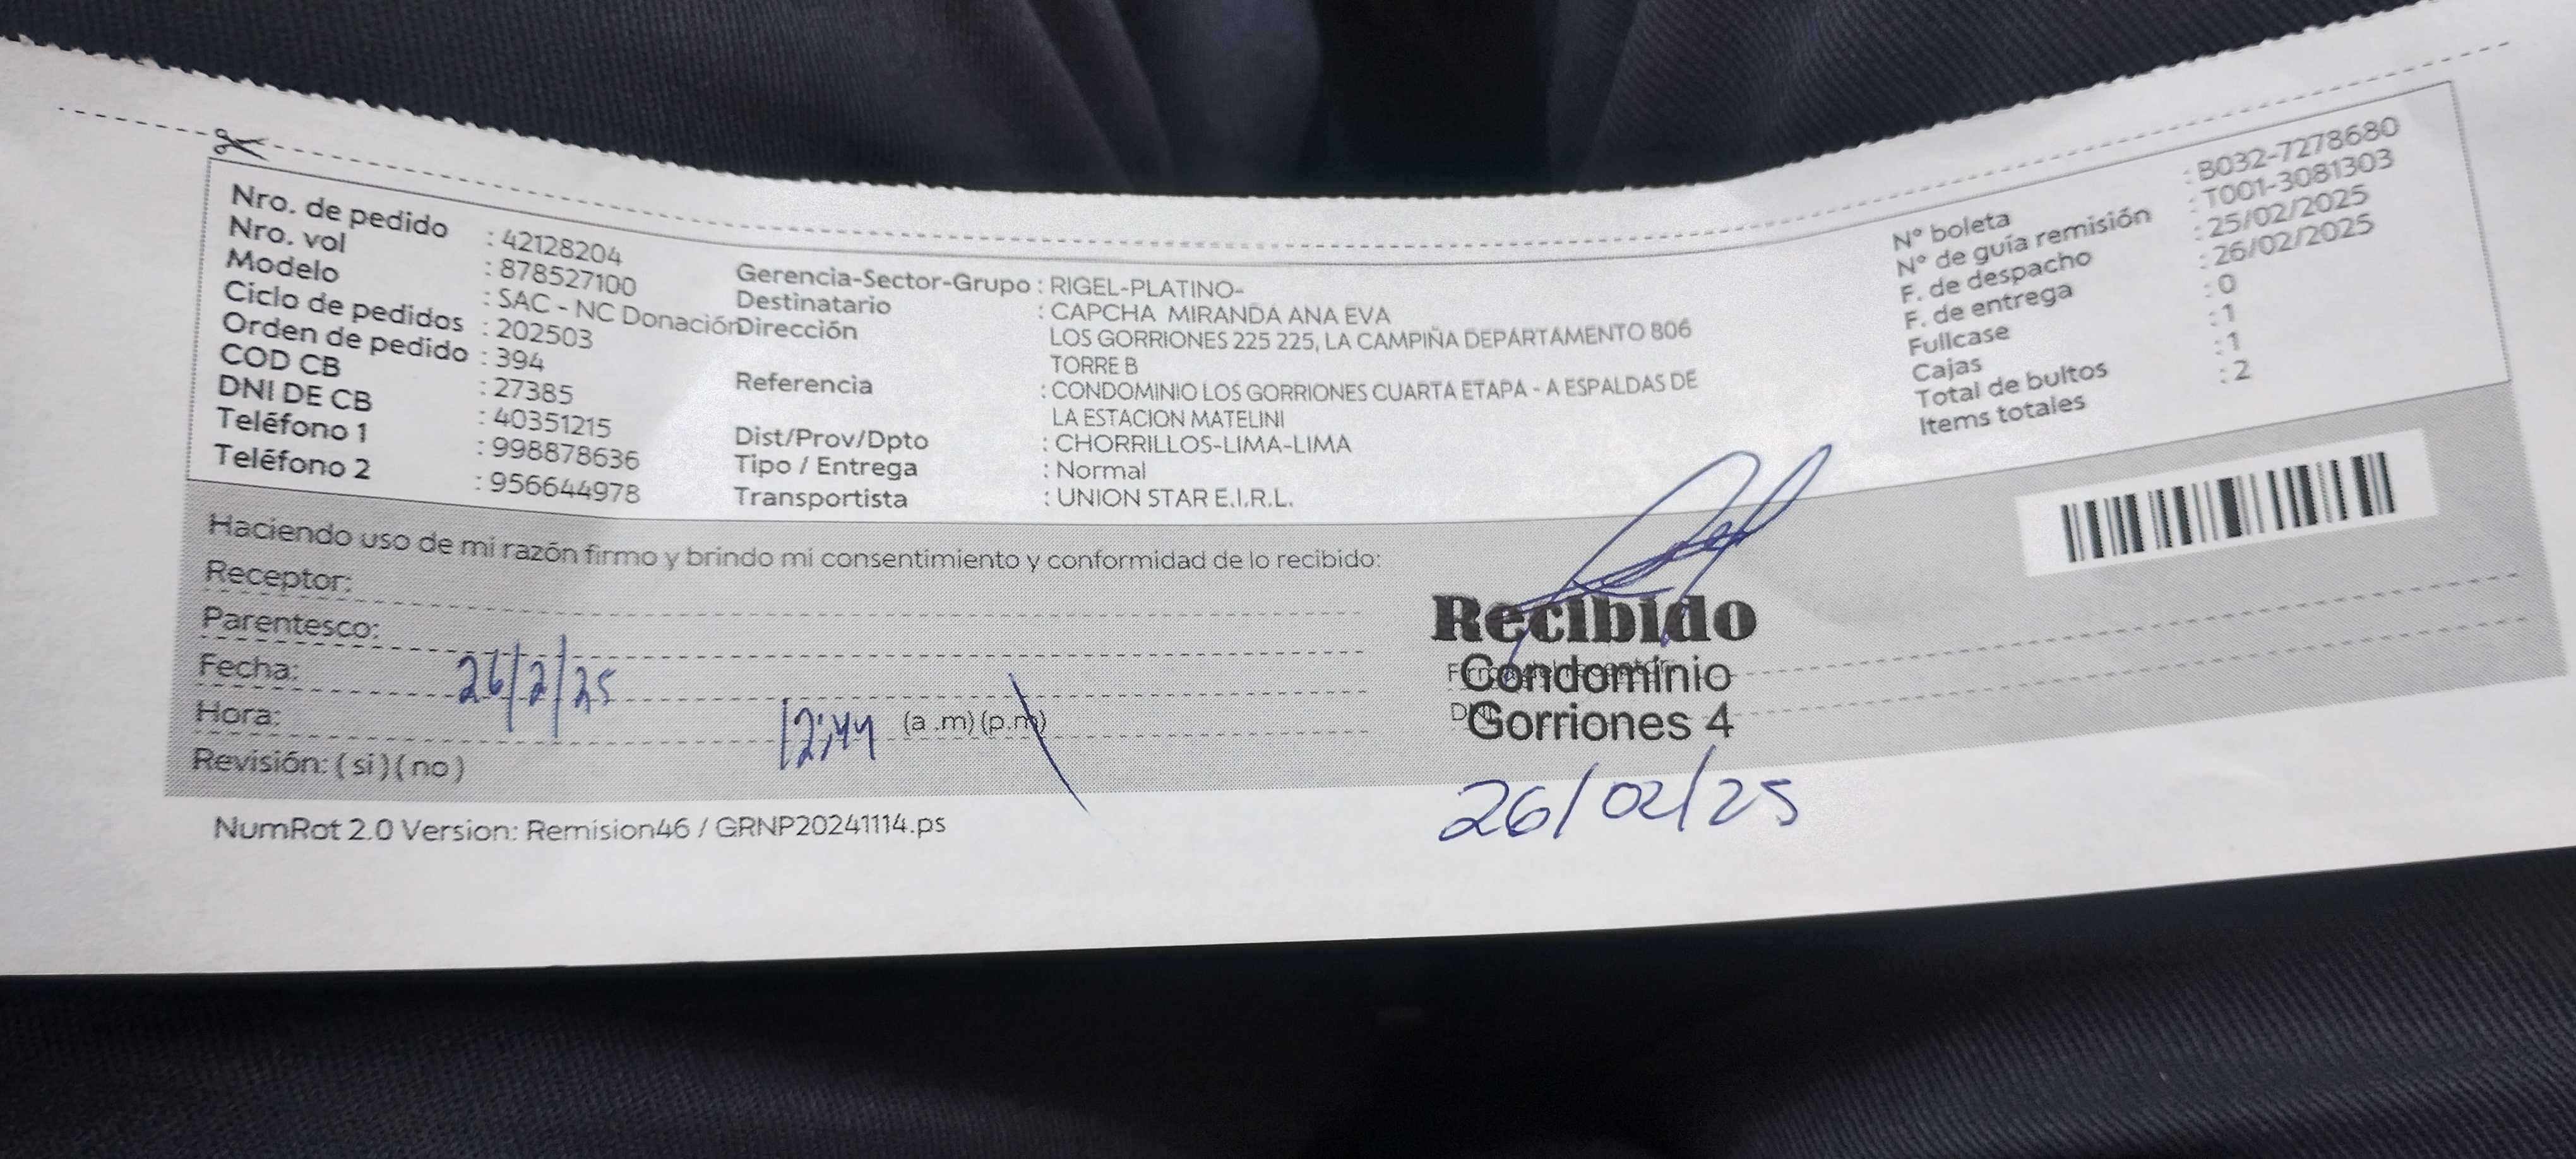 Nro. de pedido : 42128204
Nro. vol : 878527100
Modelo : SAC - NC Donación
Ciclo de pedidos : 202503
Orden de pedido : 394
COD CB : 27385
DNI DE CB : 40351215
Teléfono 1 : 998878636
Teléfono 2 : 956644978
Gerencia-Sector-Grupo : RIGEL-PLATINO-
Destinatario : CAPCHA MIRANDA ANA EVA
Dirección LOS GORRIONES 225 225, LA CAMPIÑA DEPARTAMENTO 806
TORRE B
Referencia : CONDOMINIO LOS GORRIONES CUARTA ETAPA - A ESPALDAS DE
LA ESTACION MATELINI
Dist/Prov/Dpto : CHORRILLOS-LIMA-LIMA
Tipo / Entrega : Normal
Transportista : UNION STAR E.I.R.L.
N° boleta : B032-7278680
N° de guía remisión : T001-3081303
F. de despacho : 25/02/2025
F. de entrega : 26/02/2025
Fullcase : 0
Cajas : 1
Total de bultos : 1
Items totales : 2
Haciendo uso de mi razón firmo y brindo mi consentimiento y conformidad de lo recibido:
Receptor:
Parentesco:
Fecha: 26/2/25
Hora: 12:44 (a .m) (p.m)
Revisión: ( si ) ( no )
Recibido
Condominio
Gorriones 4
26/02/25
NumRot 2.0 Version: Remision46 / GRNP20241114.ps